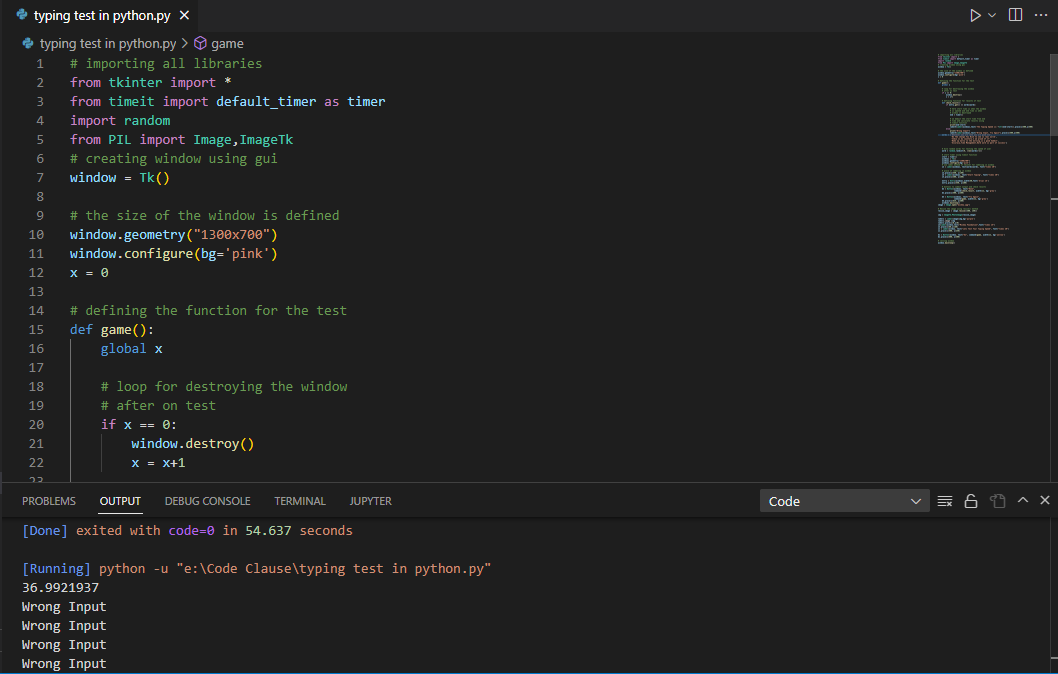 typing test in python.py
typing test in python.py > game
1 # importing all libraries
2 from tkinter import *
3 from timeit import default_timer as timer
4 import random
5 from PIL import Image,ImageTk
6 # creating window using gui
7 window = Tk()
8
9 # the size of the window is defined
10 window.geometry("1300x700")
11 window.configure(bg='pink')
12 x = 0
13
14 # defining the function for the test
15 def game():
16 global x
17
18 # loop for destroying the window
19 # after on test
20 if x == 0:
21 window.destroy()
22 x = x+1
23
PROBLEMS OUTPUT DEBUG CONSOLE TERMINAL JUPYTER Code
[Done] exited with code=0 in 54.637 seconds
[Running] python -u "e:\Code Clause\typing test in python.py"
36.9921937
Wrong Input
Wrong Input
Wrong Input
Wrong Input